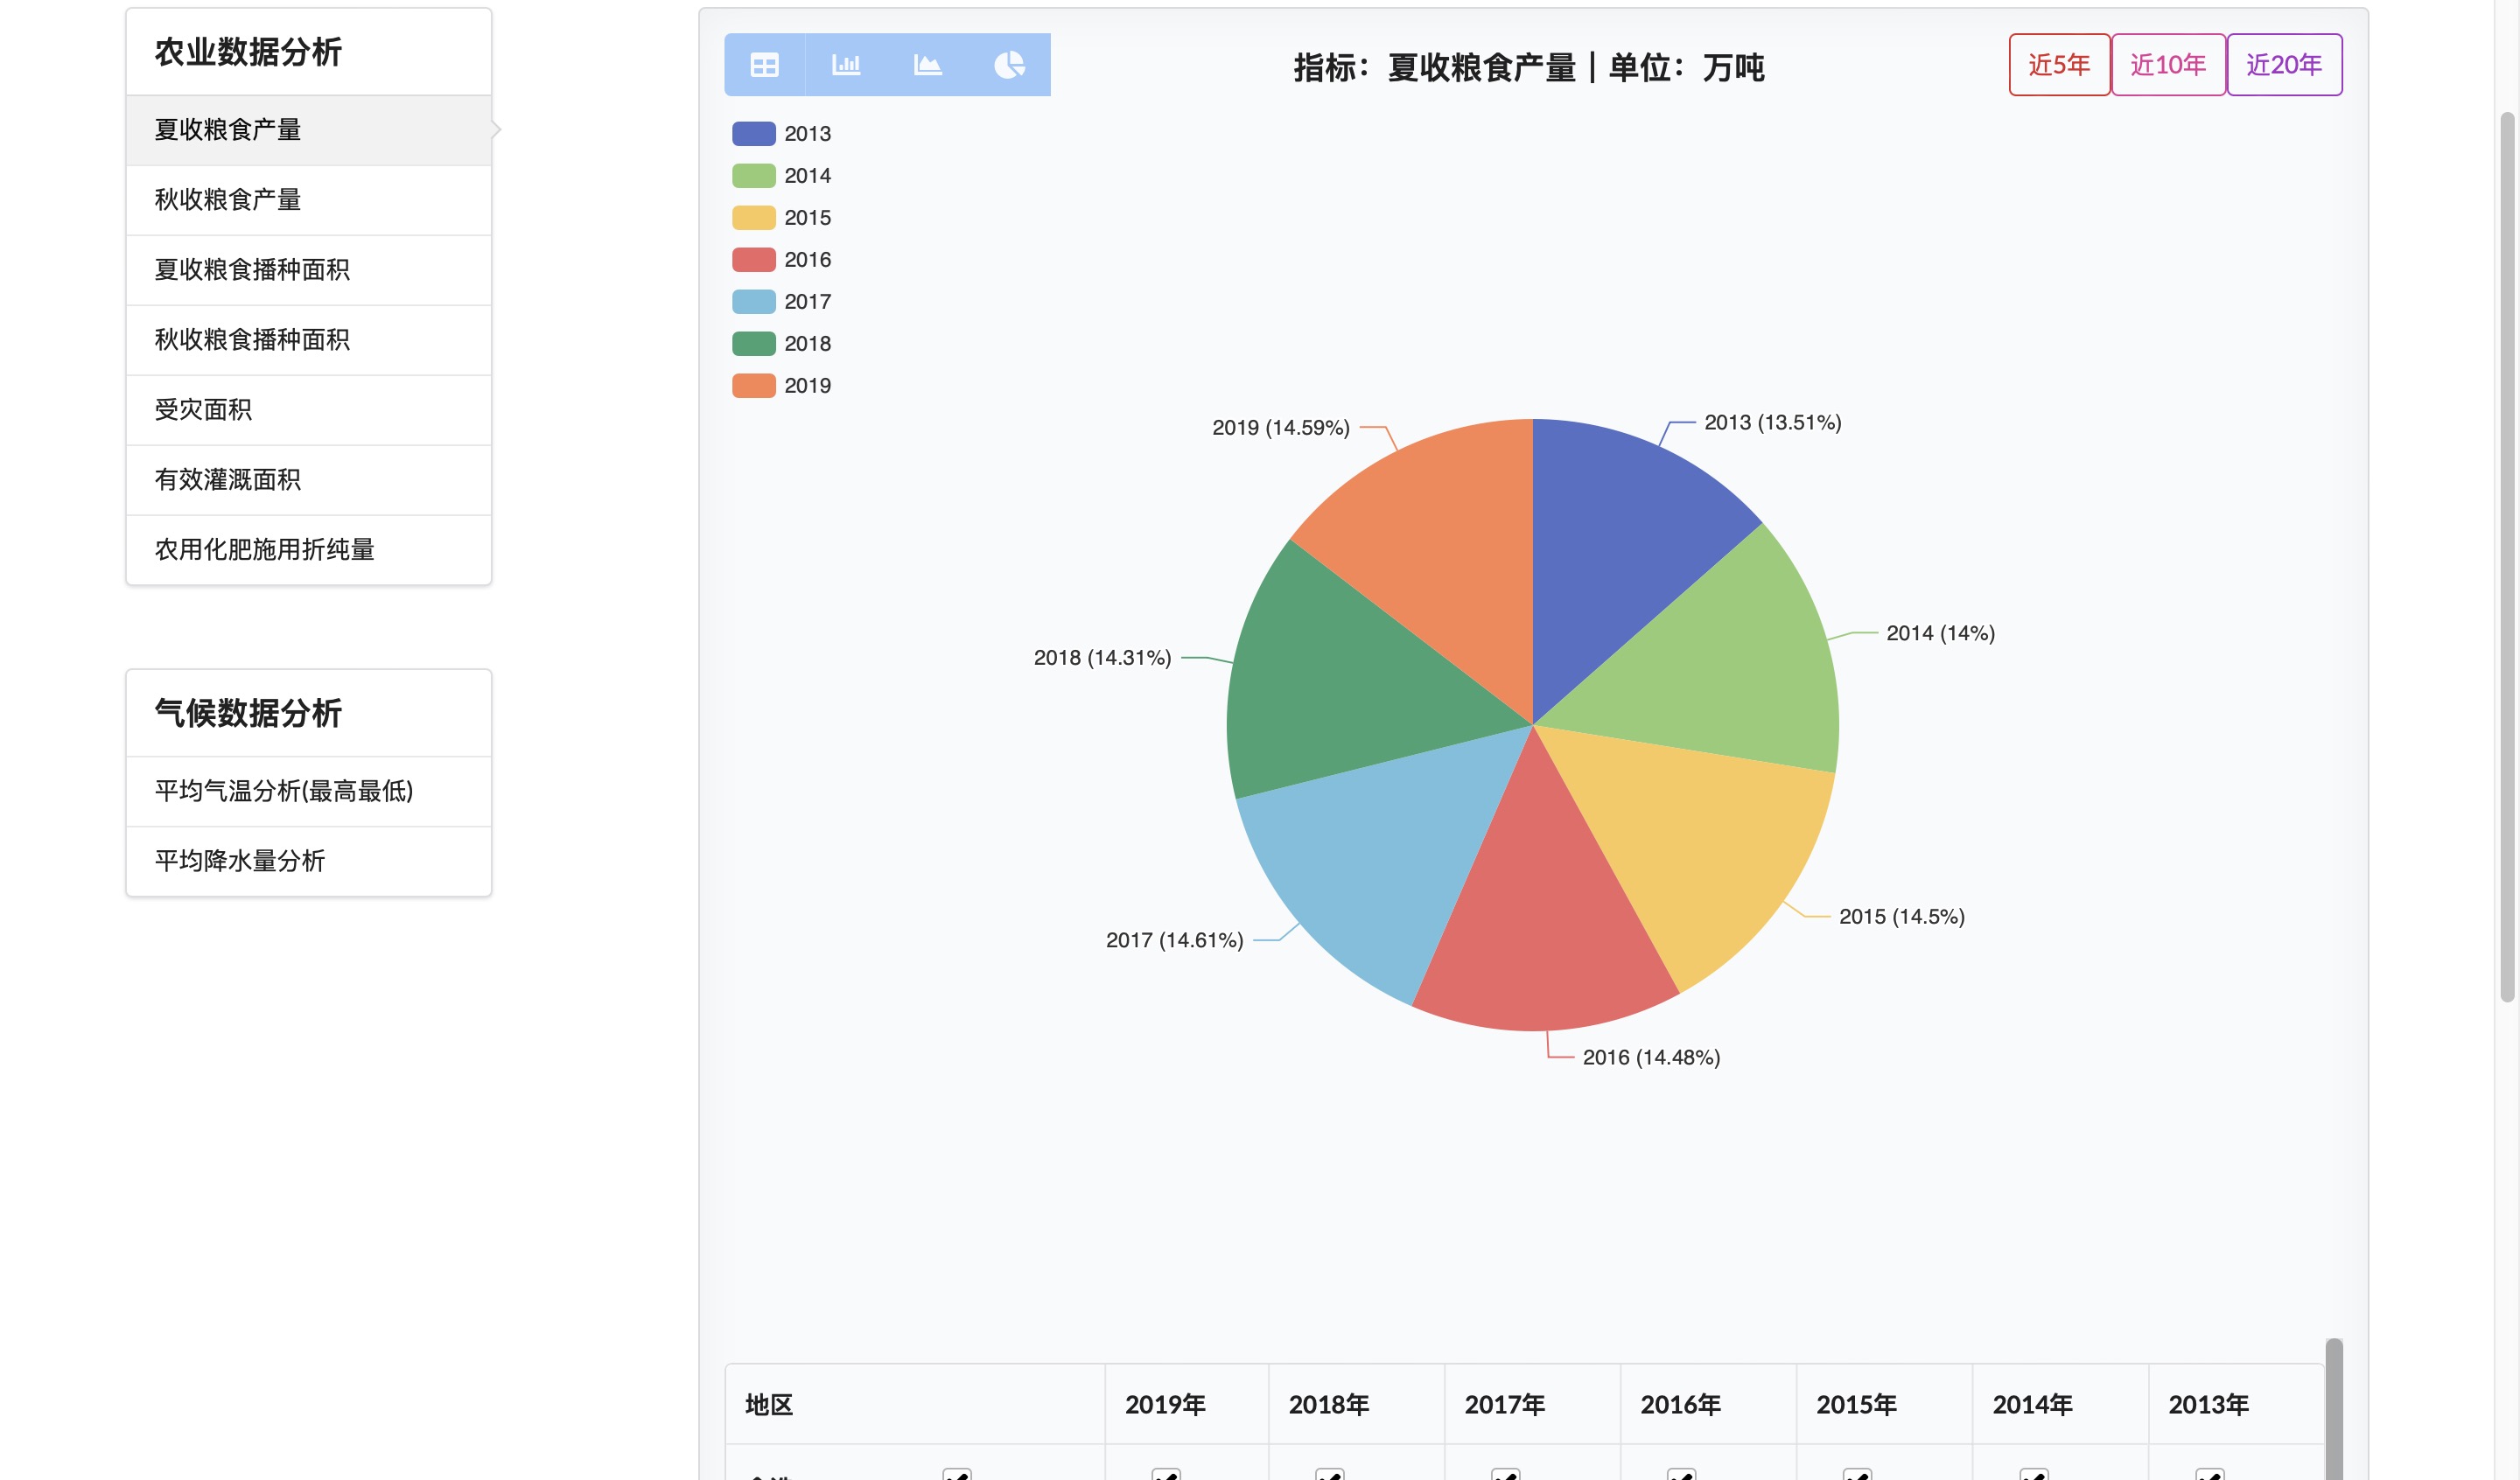 农业数据分析
夏收粮食产量
秋收粮食产量
夏收粮食播种面积
秋收粮食播种面积
受灾面积
有效灌溉面积
农用化肥施用折纯量
气候数据分析
平均气温分析(最高最低)
平均降水量分析
指标：夏收粮食产量 | 单位：万吨
近5年 近10年 近20年
2013
2014
2015
2016
2017
2018
2019
2019 (14.59%)
2013 (13.51%)
2014 (14%)
2018 (14.31%)
2015 (14.5%)
2017 (14.61%)
2016 (14.48%)
地区 2019年 2018年 2017年 2016年 2015年 2014年 2013年